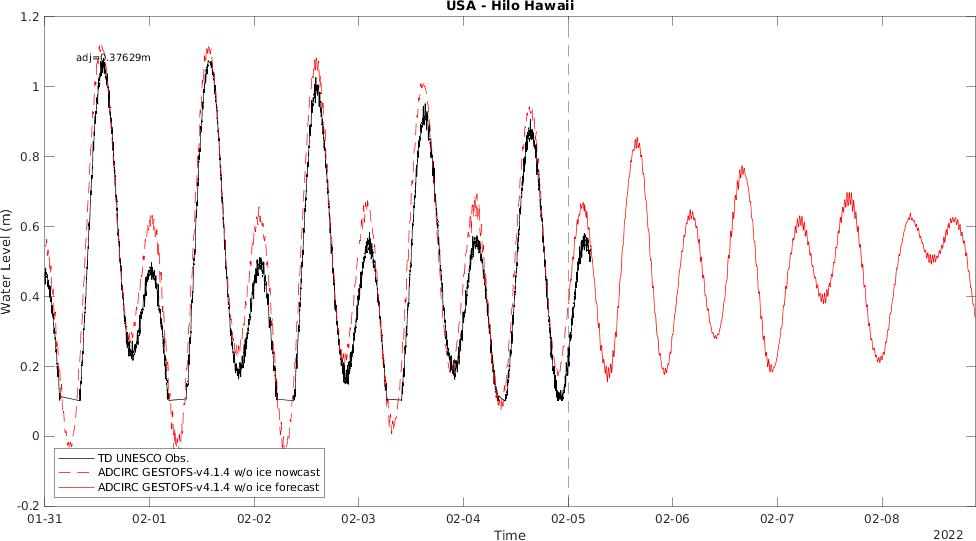 USA - Hilo Hawaii
1.2
adj=0.37629m
1
0.8
0.6
0.4
0.2
0
-0.2
Water Level (m)
TD UNESCO Obs.
ADCIRC GESTOFS-v4.1.4 w/o ice nowcast
ADCIRC GESTOFS-v4.1.4 w/o ice forecast
01-31 02-01 02-02 02-03 02-04 02-05 02-06 02-07 02-08
Time
2022